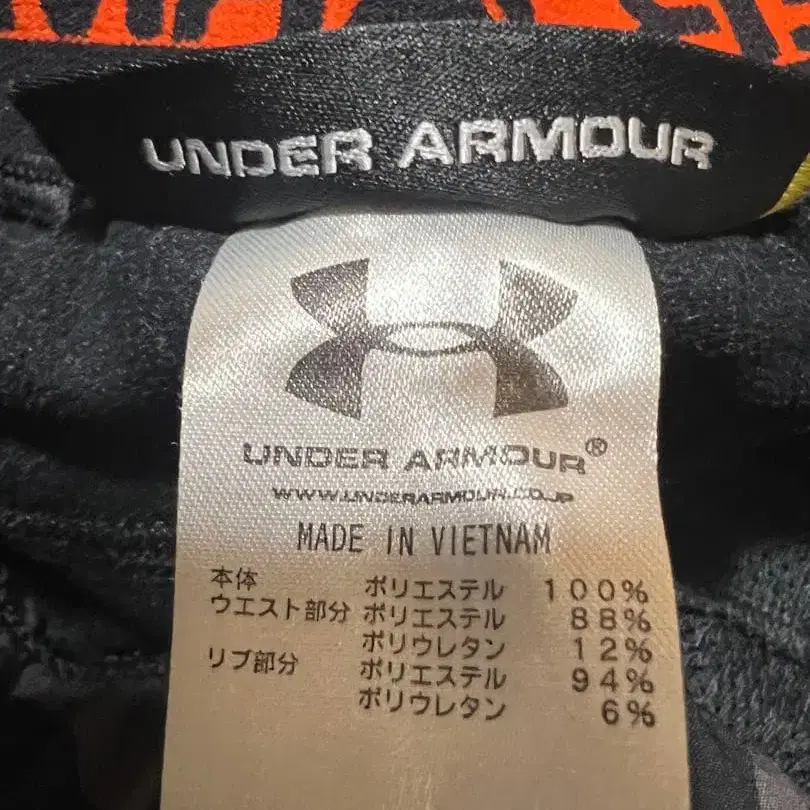 UNDER ARMOUR
UNDER ARMOUR®
WWW.UNDERARMOUR.CO.JP
MADE IN VIETNAM
本体 ポリエステル 100%
ウエスト部分 ポリエステル 88%
ポリウレタン 12%
リブ部分 ポリエステル 94%
ポリウレタン 6%